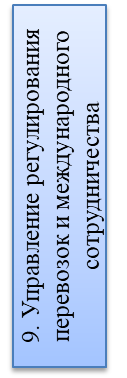 9. Управление регулирования
перевозок и международного
сотрудничества